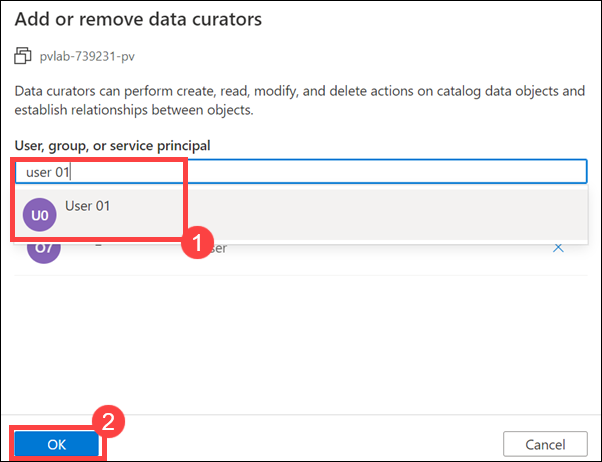 Add or remove data curators
pvlab-739231-pv
Data curators can perform create, read, modify, and delete actions on catalog data objects and
establish relationships between objects.
User, group, or service principal
user 01
U0
User 01
1
O7
ser
2
OK
Cancel